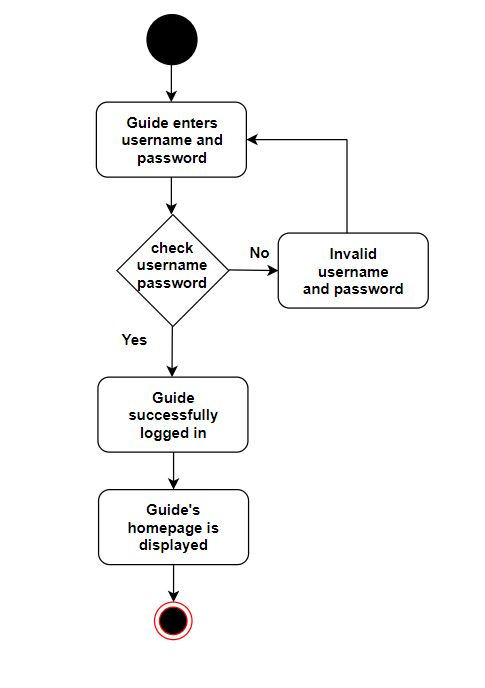 Guide enters
username and
password
check
username
password
No
Invalid
username
and password
Yes
Guide
successfully
logged in
Guide's
homepage is
displayed